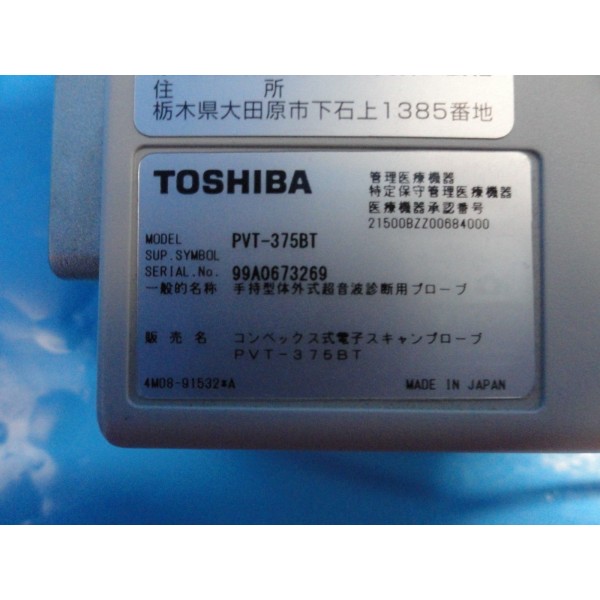 住 所
栃木県大田原市下石上1385番地
TOSHIBA
管理医療機器
特定保守管理医療機器
医療機器承認番号
21500BZZ00684000
MODEL PVT-375BT
SUP.SYMBOL
SERIAL.No. 99A0673269
一般的名称 手持型体外式超音波診断用プローブ
販売名 コンベックス式電子スキャンプローブ
PVT-375BT
4M08-91532*A MADE IN JAPAN